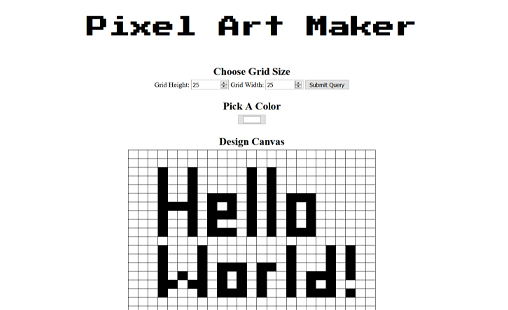 Pixel Art Maker
Choose Grid Size
Grid Height: 25 Grid Width: 25 Submit Query
Pick A Color
Design Canvas
Hello
World!